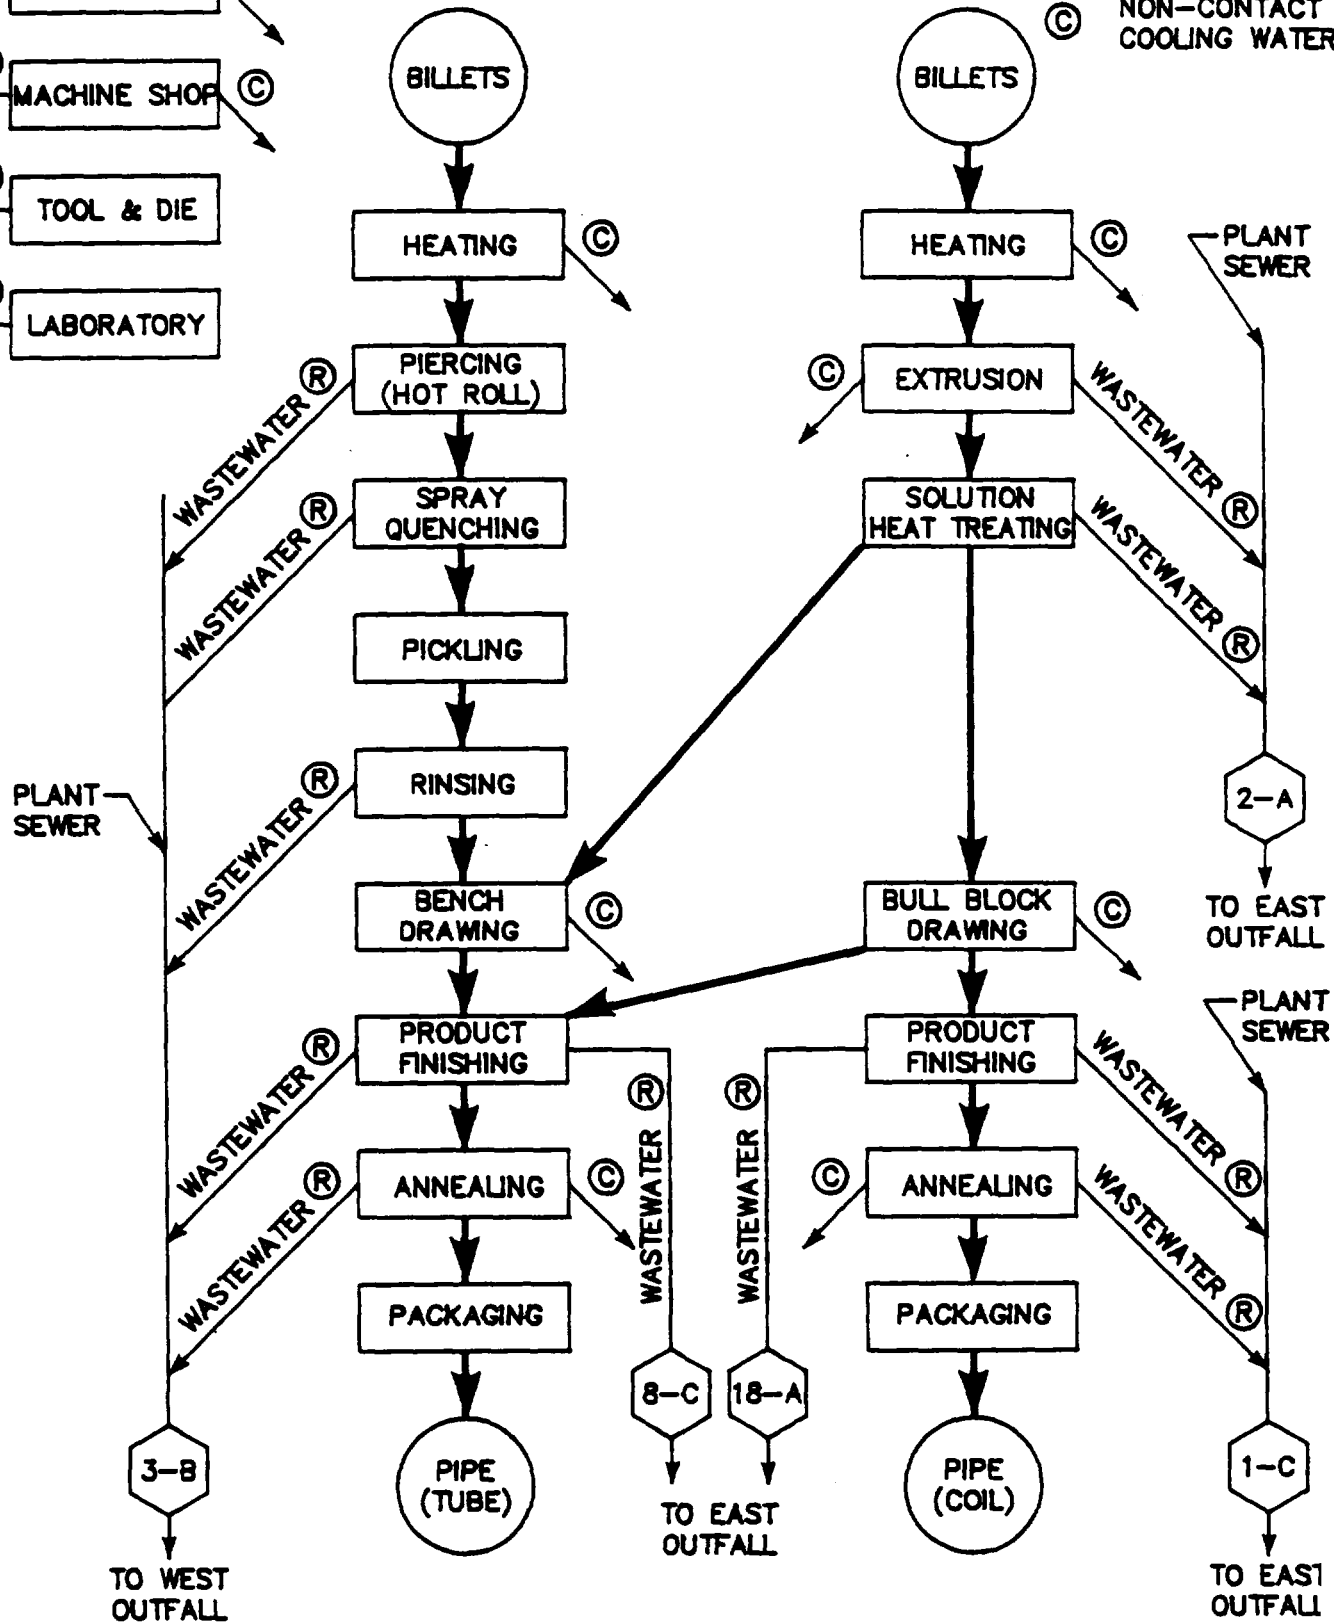 Ⓒ NON-CONTACT
COOLING WATER
MACHINE SHOP Ⓒ
TOOL & DIE
LABORATORY
BILLETS
HEATING Ⓒ
PIERCING
(HOT ROLL)
WASTEWATER Ⓡ
SPRAY
QUENCHING
WASTEWATER Ⓡ
PICKLING
RINSING
WASTEWATER Ⓡ
PLANT
SEWER
BENCH
DRAWING
Ⓒ
PRODUCT
FINISHING
WASTEWATER Ⓡ
Ⓡ WASTEWATER
ANNEALING Ⓒ
WASTEWATER Ⓡ
PACKAGING
PIPE
(TUBE)
3-B
TO WEST
OUTFALL
8-C
18-A
TO EAST
OUTFALL
BILLETS
HEATING Ⓒ
PLANT
SEWER
Ⓒ EXTRUSION
WASTEWATER Ⓡ
SOLUTION
HEAT TREATING
WASTEWATER Ⓡ
2-A
TO EAST
OUTFALL
BULL BLOCK
DRAWING
Ⓒ
PLANT
SEWER
PRODUCT
FINISHING
WASTEWATER Ⓡ
WASTEWATER Ⓡ
Ⓒ ANNEALING
WASTEWATER Ⓡ
PACKAGING
PIPE
(COIL)
1-C
TO EAST
OUTFALL